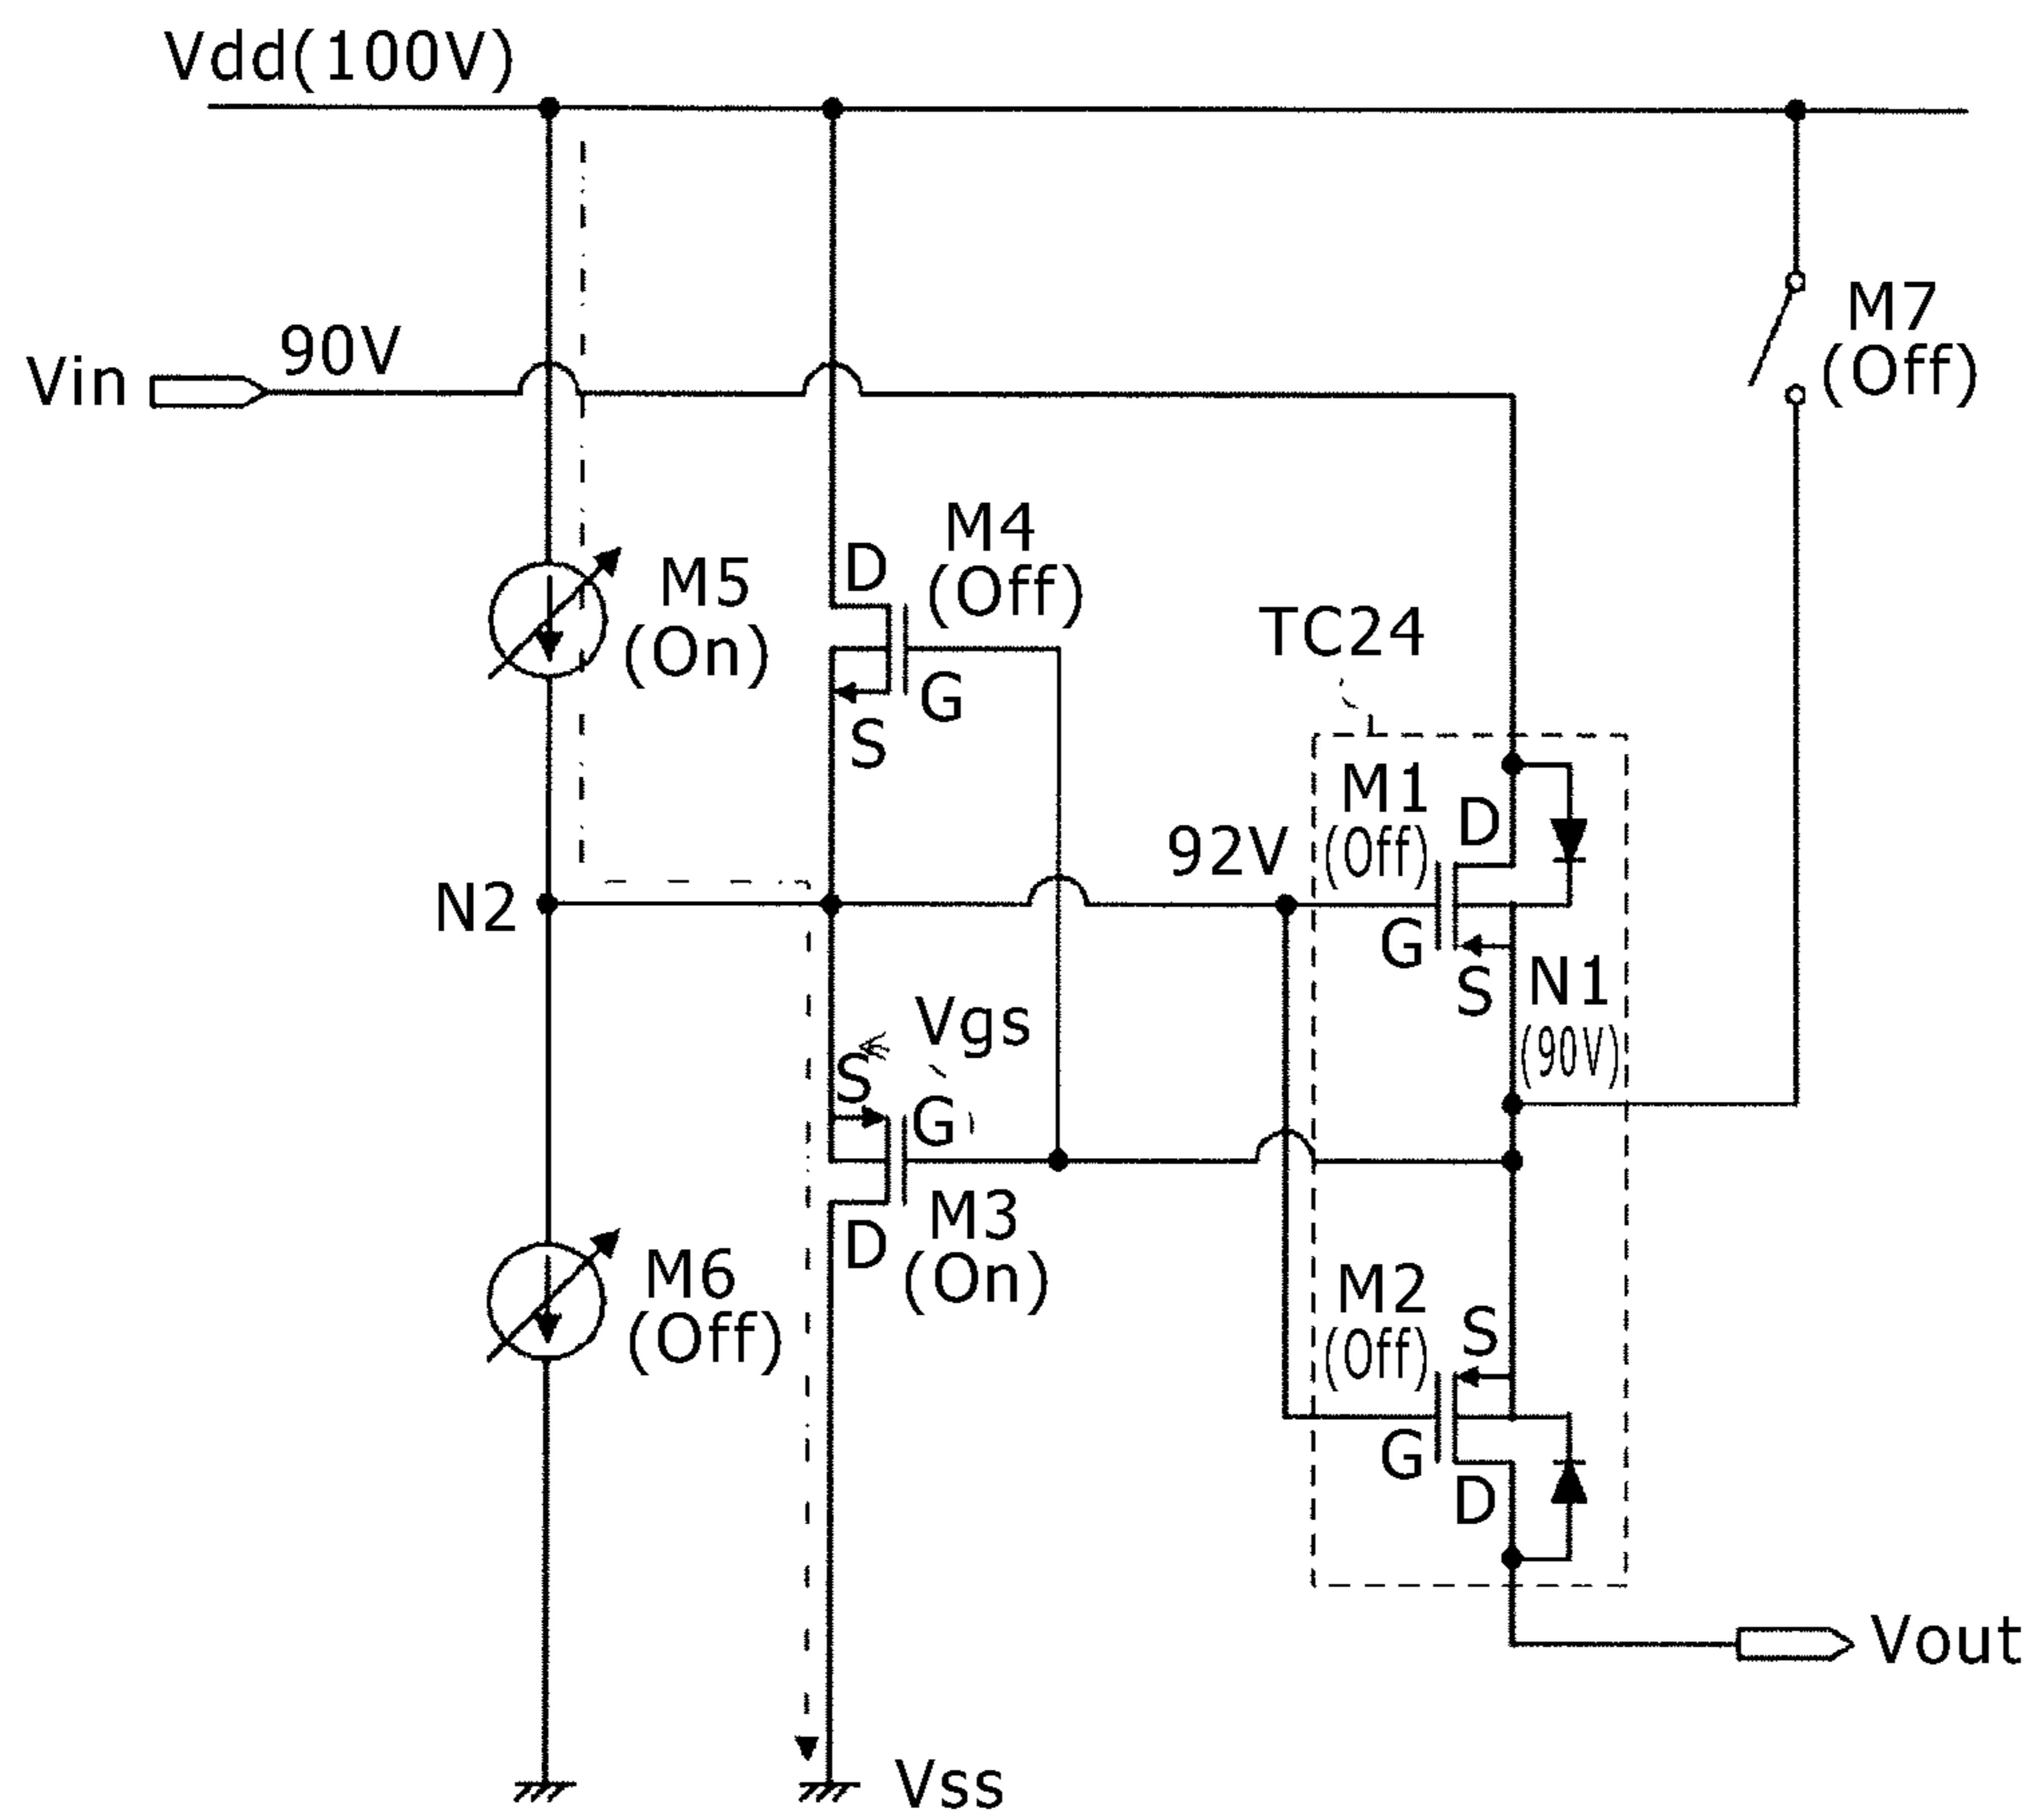 Vdd(100V)
Vin
90V
M7
(Off)
M4
(Off)
D
G
S
M5
(On)
TC24
N2
92V
M1
(Off)
D
G
S
N1
(90V)
Vgs
S
G
D
M3
(On)
M6
(Off)
M2
(Off)
S
G
D
Vout
Vss